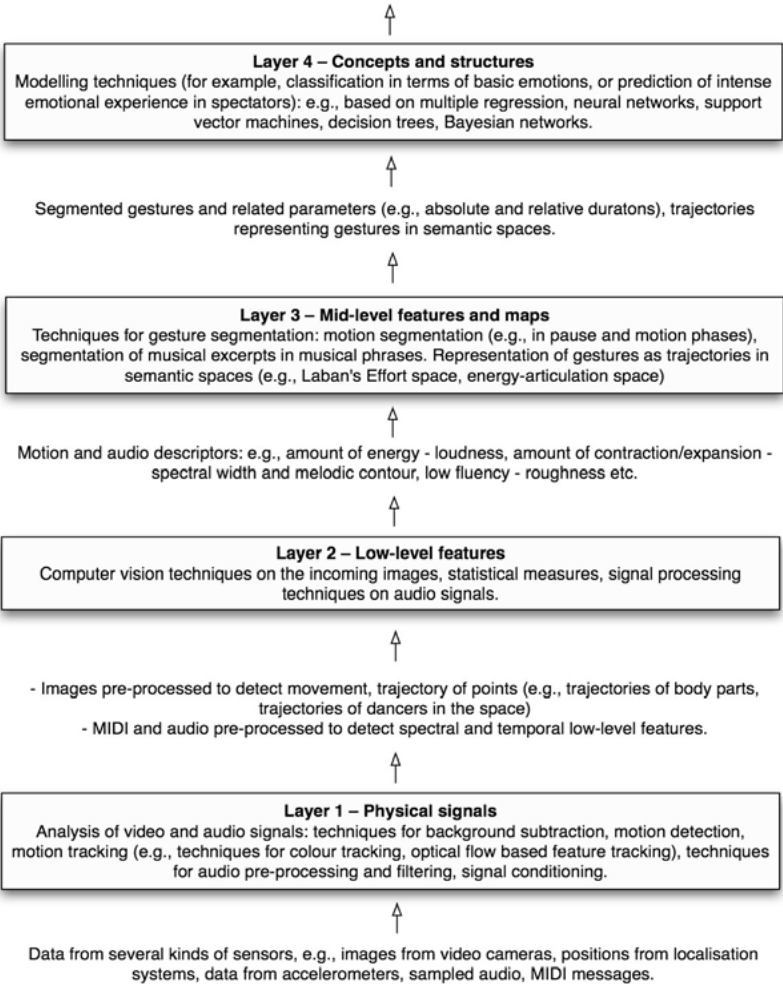 Layer 4 – Concepts and structures
Modelling techniques (for example, classification in terms of basic emotions, or prediction of intense
emotional experience in spectators): e.g., based on multiple regression, neural networks, support
vector machines, decision trees, Bayesian networks.
Segmented gestures and related parameters (e.g., absolute and relative duratons), trajectories
representing gestures in semantic spaces.
Layer 3 – Mid-level features and maps
Techniques for gesture segmentation: motion segmentation (e.g., in pause and motion phases),
segmentation of musical excerpts in musical phrases. Representation of gestures as trajectories in
semantic spaces (e.g., Laban's Effort space, energy-articulation space)
Motion and audio descriptors: e.g., amount of energy - loudness, amount of contraction/expansion -
spectral width and melodic contour, low fluency - roughness etc.
Layer 2 – Low-level features
Computer vision techniques on the incoming images, statistical measures, signal processing
techniques on audio signals.
- Images pre-processed to detect movement, trajectory of points (e.g., trajectories of body parts,
trajectories of dancers in the space)
- MIDI and audio pre-processed to detect spectral and temporal low-level features.
Layer 1 – Physical signals
Analysis of video and audio signals: techniques for background subtraction, motion detection,
motion tracking (e.g., techniques for colour tracking, optical flow based feature tracking), techniques
for audio pre-processing and filtering, signal conditioning.
Data from several kinds of sensors, e.g., images from video cameras, positions from localisation
systems, data from accelerometers, sampled audio, MIDI messages.